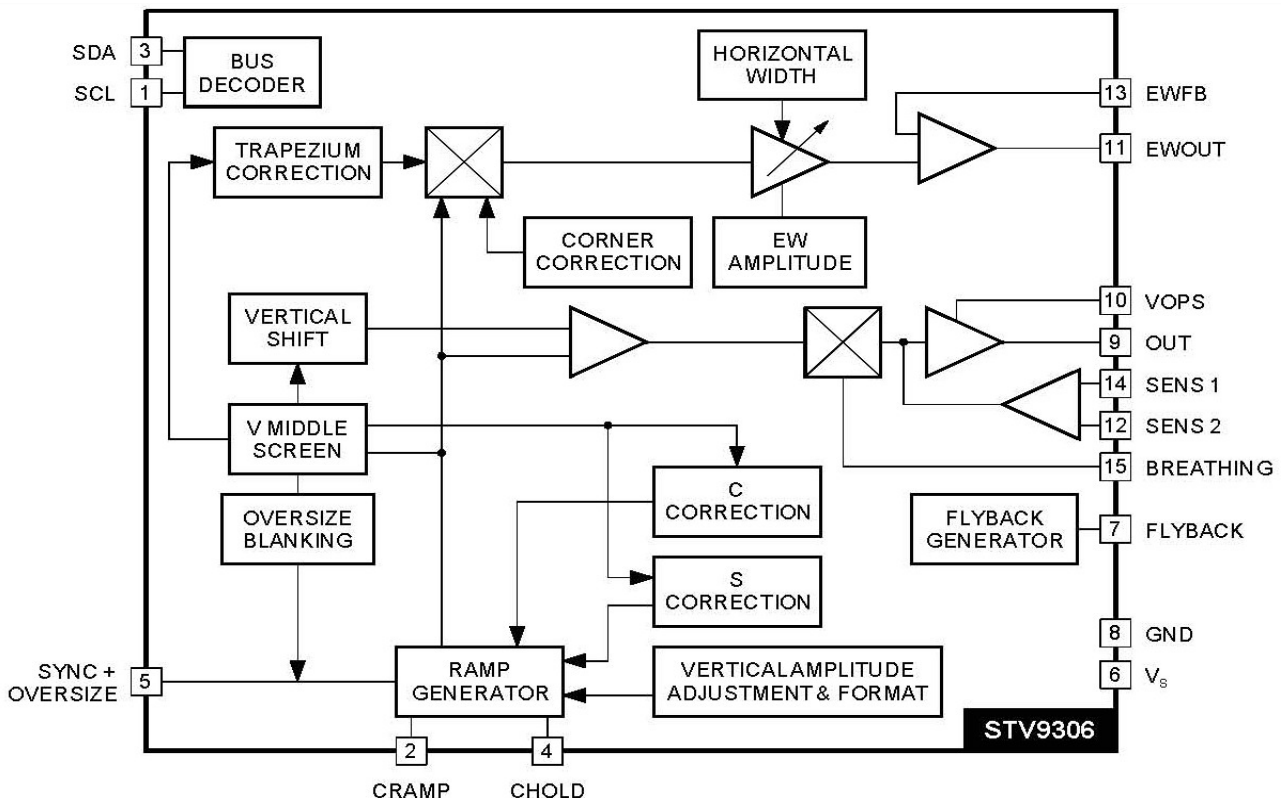 SDA
3
BUS
DECODER
SCL
1
HORIZONTAL
WIDTH
13
EWFB
11
EWOUT
TRAPEZIUM
CORRECTION
CORNER
CORRECTION
EW
AMPLITUDE
VERTICAL
SHIFT
10
VOPS
9
OUT
14
SENS 1
12
SENS 2
15
BREATHING
V MIDDLE
SCREEN
C
CORRECTION
OVERSIZE
BLANKING
FLYBACK
GENERATOR
7
FLYBACK
S
CORRECTION
8
GND
6
Vs
SYNC +
OVERSIZE
5
RAMP
GENERATOR
VERTICAL AMPLITUDE
ADJUSTMENT & FORMAT
STV9306
2
CRAMP
4
CHOLD